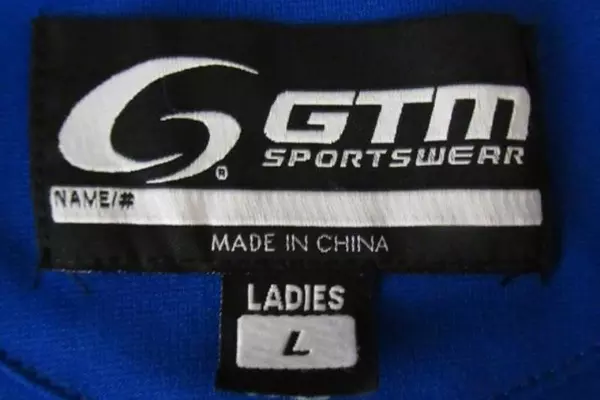 GTM
SPORTSWEAR
®
NAME/#
MADE IN CHINA
LADIES
L